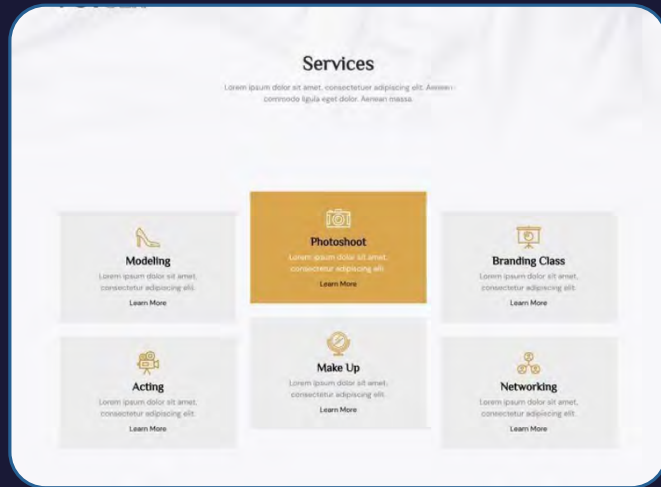 Services
Lorem ipsum dolor sit amet, consectetuer adipiscing elit. Aenean
commodo ligula eget dolor. Aenean massa.
Modeling
Lorem ipsum dolor sit amet,
consectetur adipiscing elit.
Learn More
Photoshoot
Lorem ipsum dolor sit amet,
consectetur adipiscing elit.
Learn More
Branding Class
Lorem ipsum dolor sit amet,
consectetur adipiscing elit.
Learn More
Acting
Lorem ipsum dolor sit amet,
consectetur adipiscing elit.
Learn More
Make Up
Lorem ipsum dolor sit amet,
consectetur adipiscing elit.
Learn More
Networking
Lorem ipsum dolor sit amet,
consectetur adipiscing elit.
Learn More